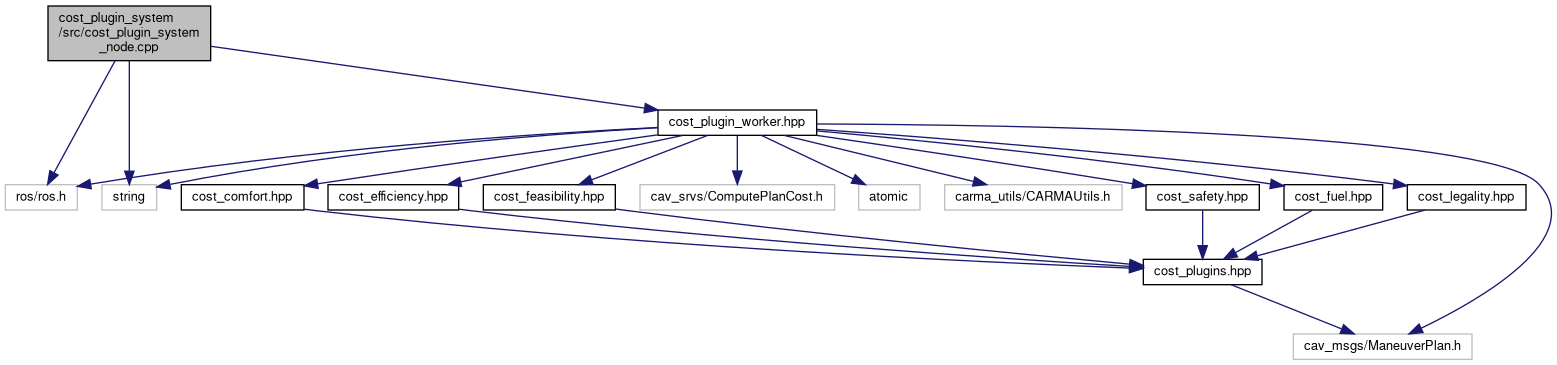 cost_plugin_system
/src/cost_plugin_system
_node.cpp
cost_plugin_worker.hpp
ros/ros.h
string
cost_comfort.hpp
cost_efficiency.hpp
cost_feasibility.hpp
cav_srvs/ComputePlanCost.h
atomic
carma_utils/CARMAUtils.h
cost_safety.hpp
cost_fuel.hpp
cost_legality.hpp
cost_plugins.hpp
cav_msgs/ManeuverPlan.h